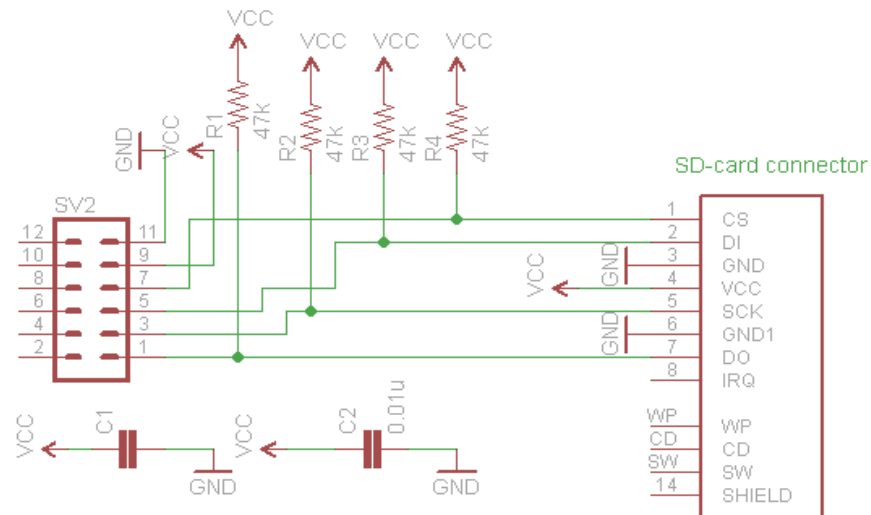 VCC
VCC
VCC
VCC
GND
VCC
R1
47k
R2
47k
R3
47k
R4
47k
SD-card connector
SV2
12
11
10
9
8
7
6
5
4
3
2
1
1
CS
2
DI
GND
3
GND
VCC
4
VCC
5
SCK
GND
6
GND1
7
DO
8
IRQ
WP
WP
CD
CD
SW
SW
14
SHIELD
VCC
C1
GND
VCC
C2
0.01u
GND